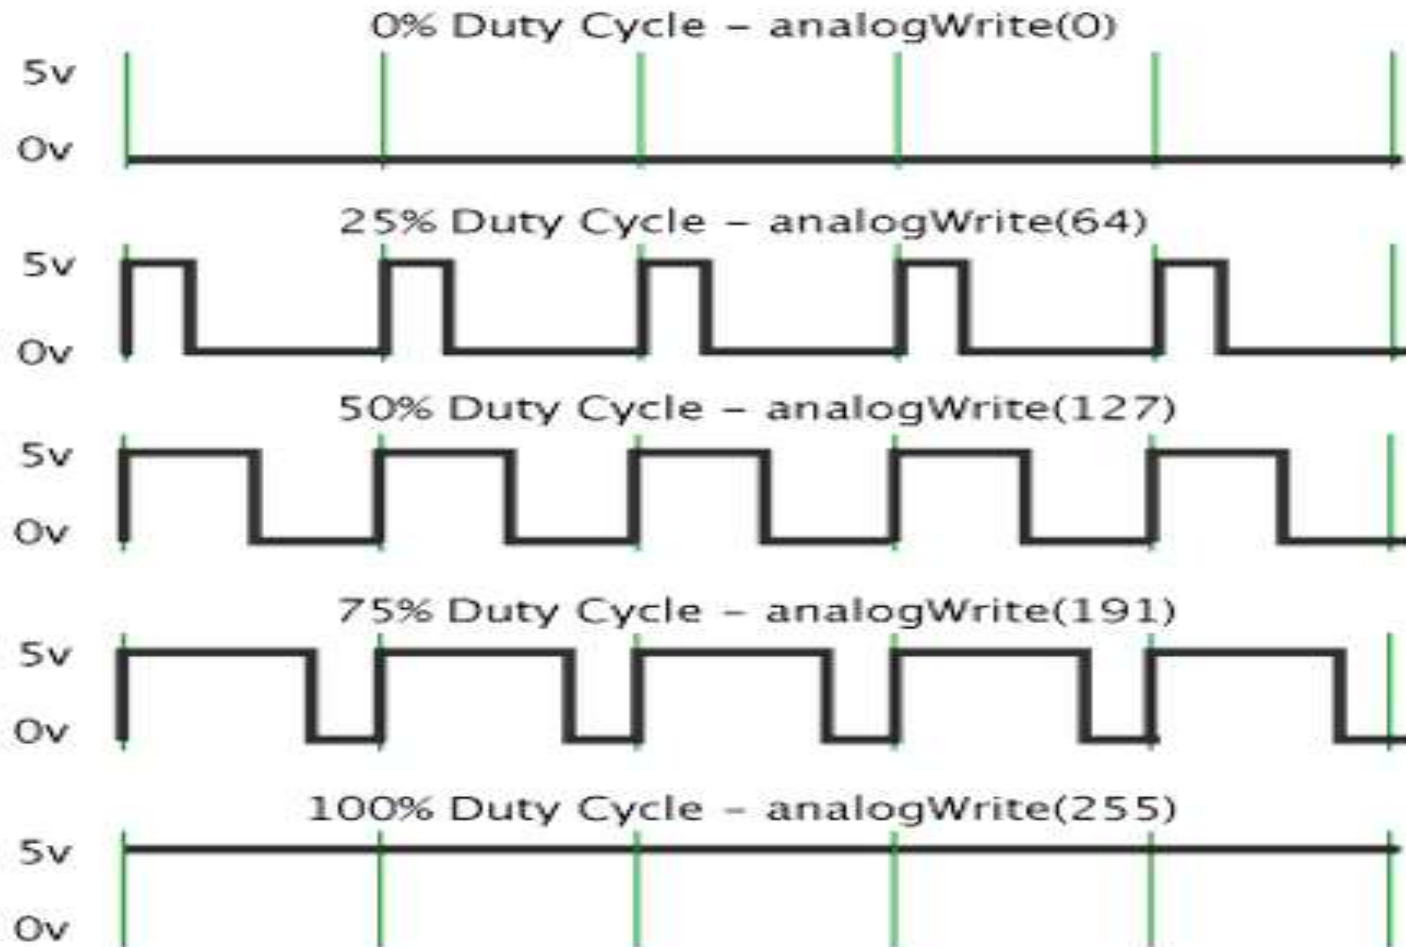 0% Duty Cycle – analogWrite(0)
5v
0v
25% Duty Cycle – analogWrite(64)
5v
0v
50% Duty Cycle – analogWrite(127)
5v
0v
75% Duty Cycle – analogWrite(191)
5v
0v
100% Duty Cycle – analogWrite(255)
5v
0v